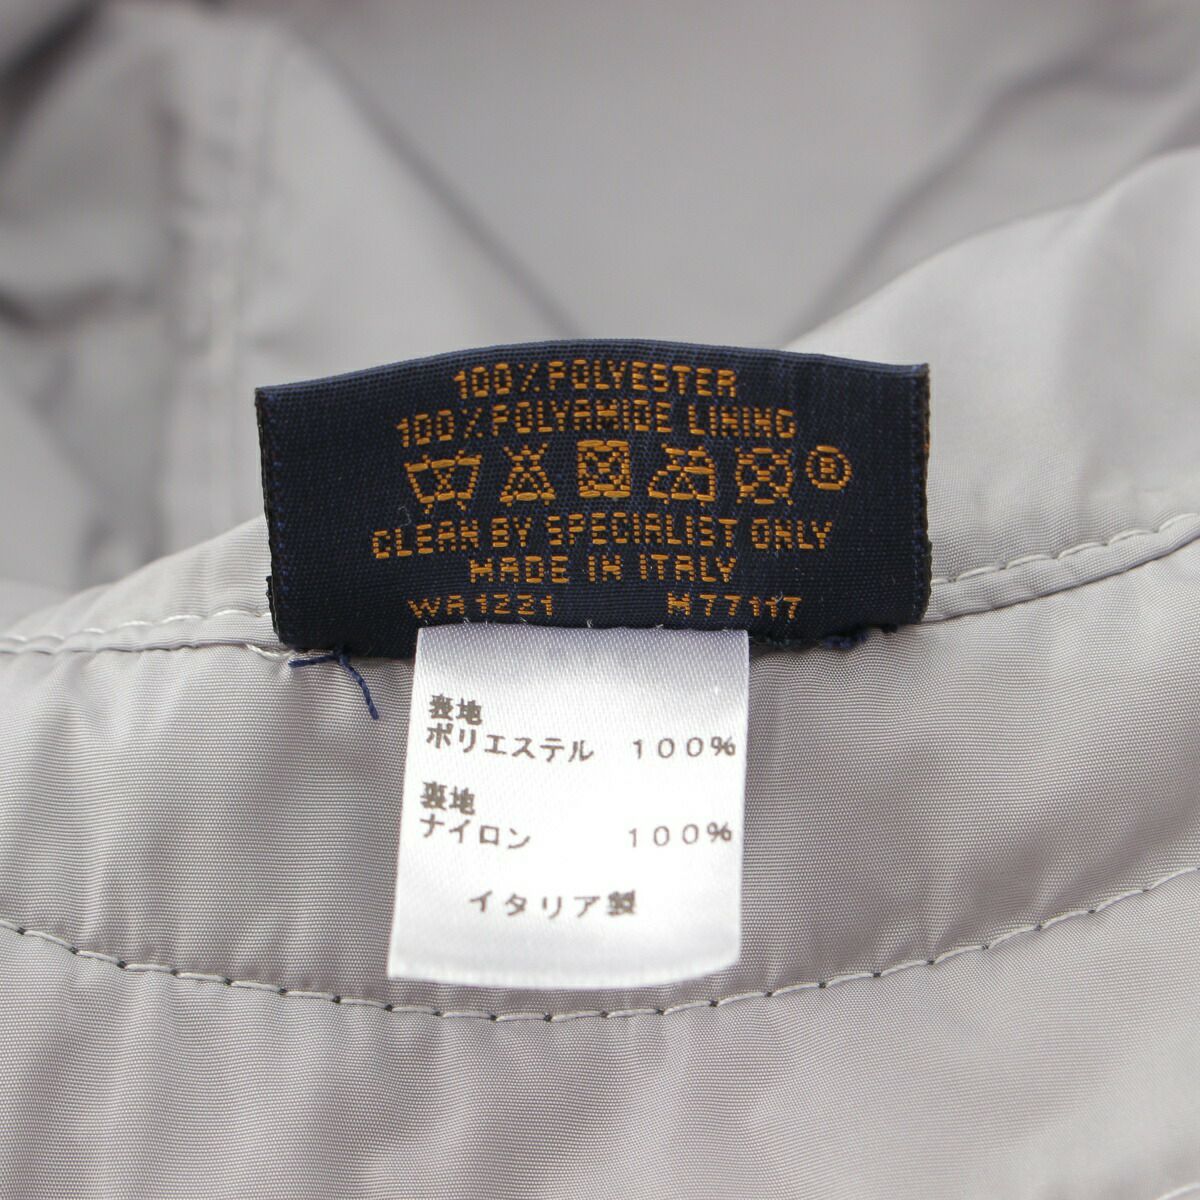 100% POLYESTER
100% POLYAMIDE LINING
®
CLEAN BY SPECIALIST ONLY
MADE IN ITALY
WA1221 M77117
表地
ポリエステル 100%
裏地
ナイロン 100%
イタリア製